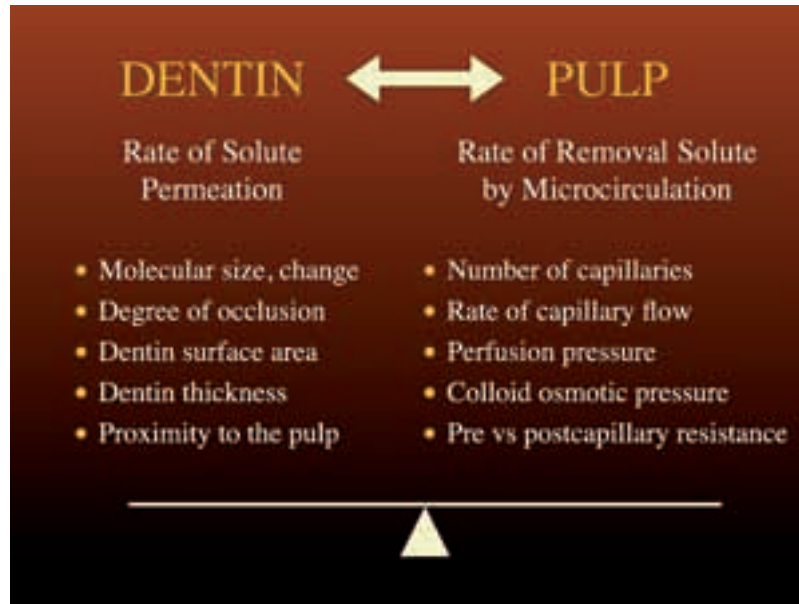 DENTIN
PULP
Rate of Solute
Permeation
Rate of Removal Solute
by Microcirculation
• Molecular size, change
• Degree of occlusion
• Dentin surface area
• Dentin thickness
• Proximity to the pulp
• Number of capillaries
• Rate of capillary flow
• Perfusion pressure
• Colloid osmotic pressure
• Pre vs postcapillary resistance